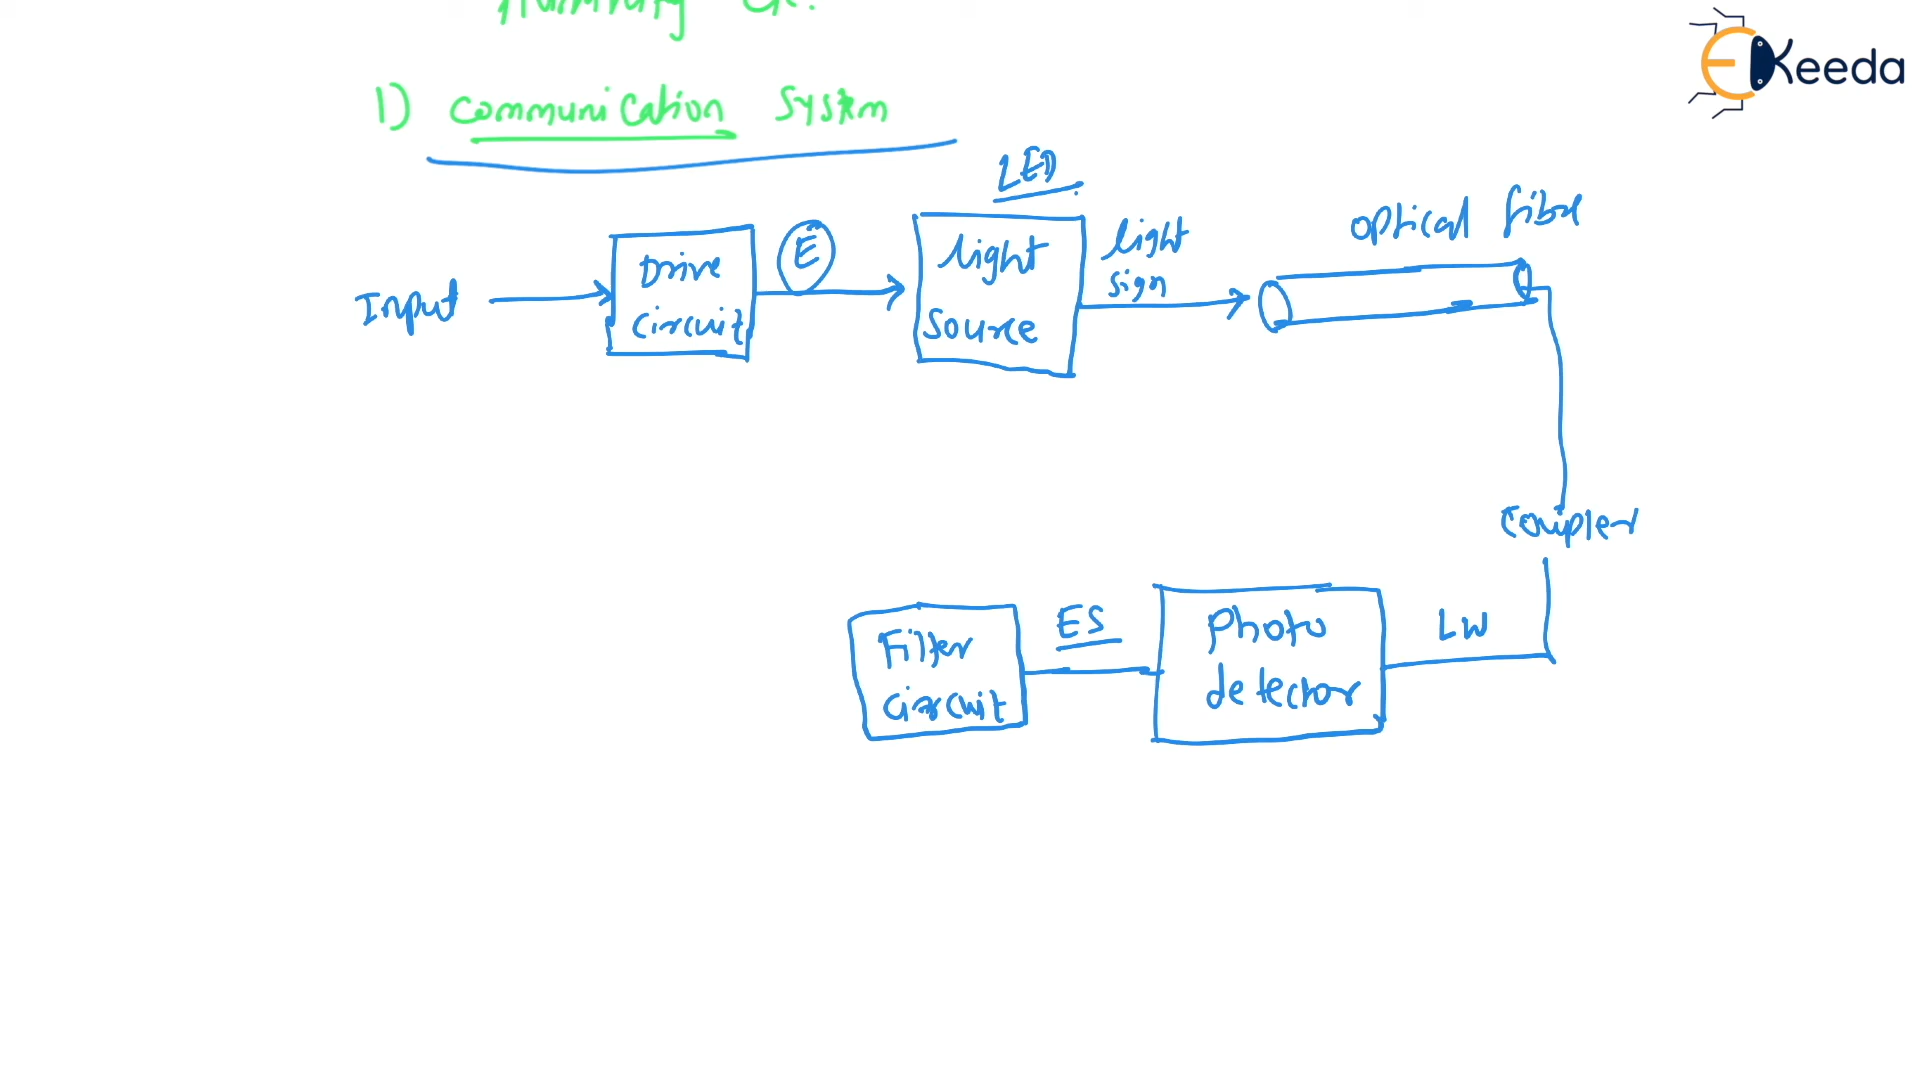 EKeeda
1) Communication System
LED
Input
Drive
circuit
E
light
source
light
sign
optical fibre
Coupler
LW
Photo
detector
ES
Filter
circuit